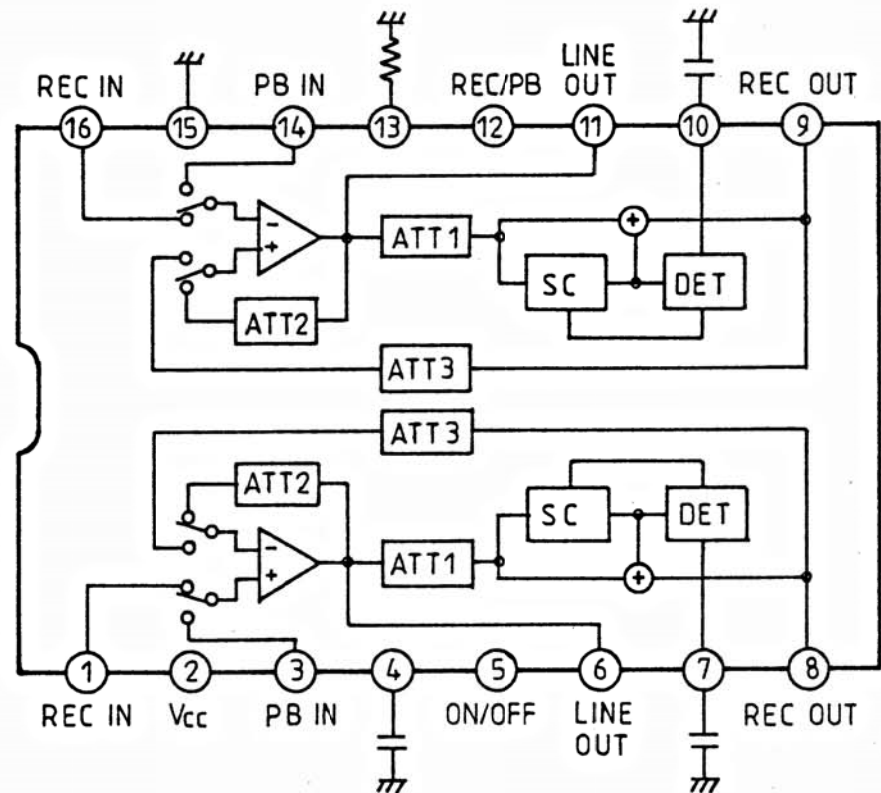 LINE
REC IN PB IN REC/PB OUT REC OUT
16 15 14 13 12 11 10 9
-
+
ATT1
+
SC DET
ATT2
ATT3
ATT3
ATT2
SC DET
-
+
ATT1
+
1 2 3 4 5 6 7 8
REC IN Vcc PB IN ON/OFF LINE REC OUT
OUT